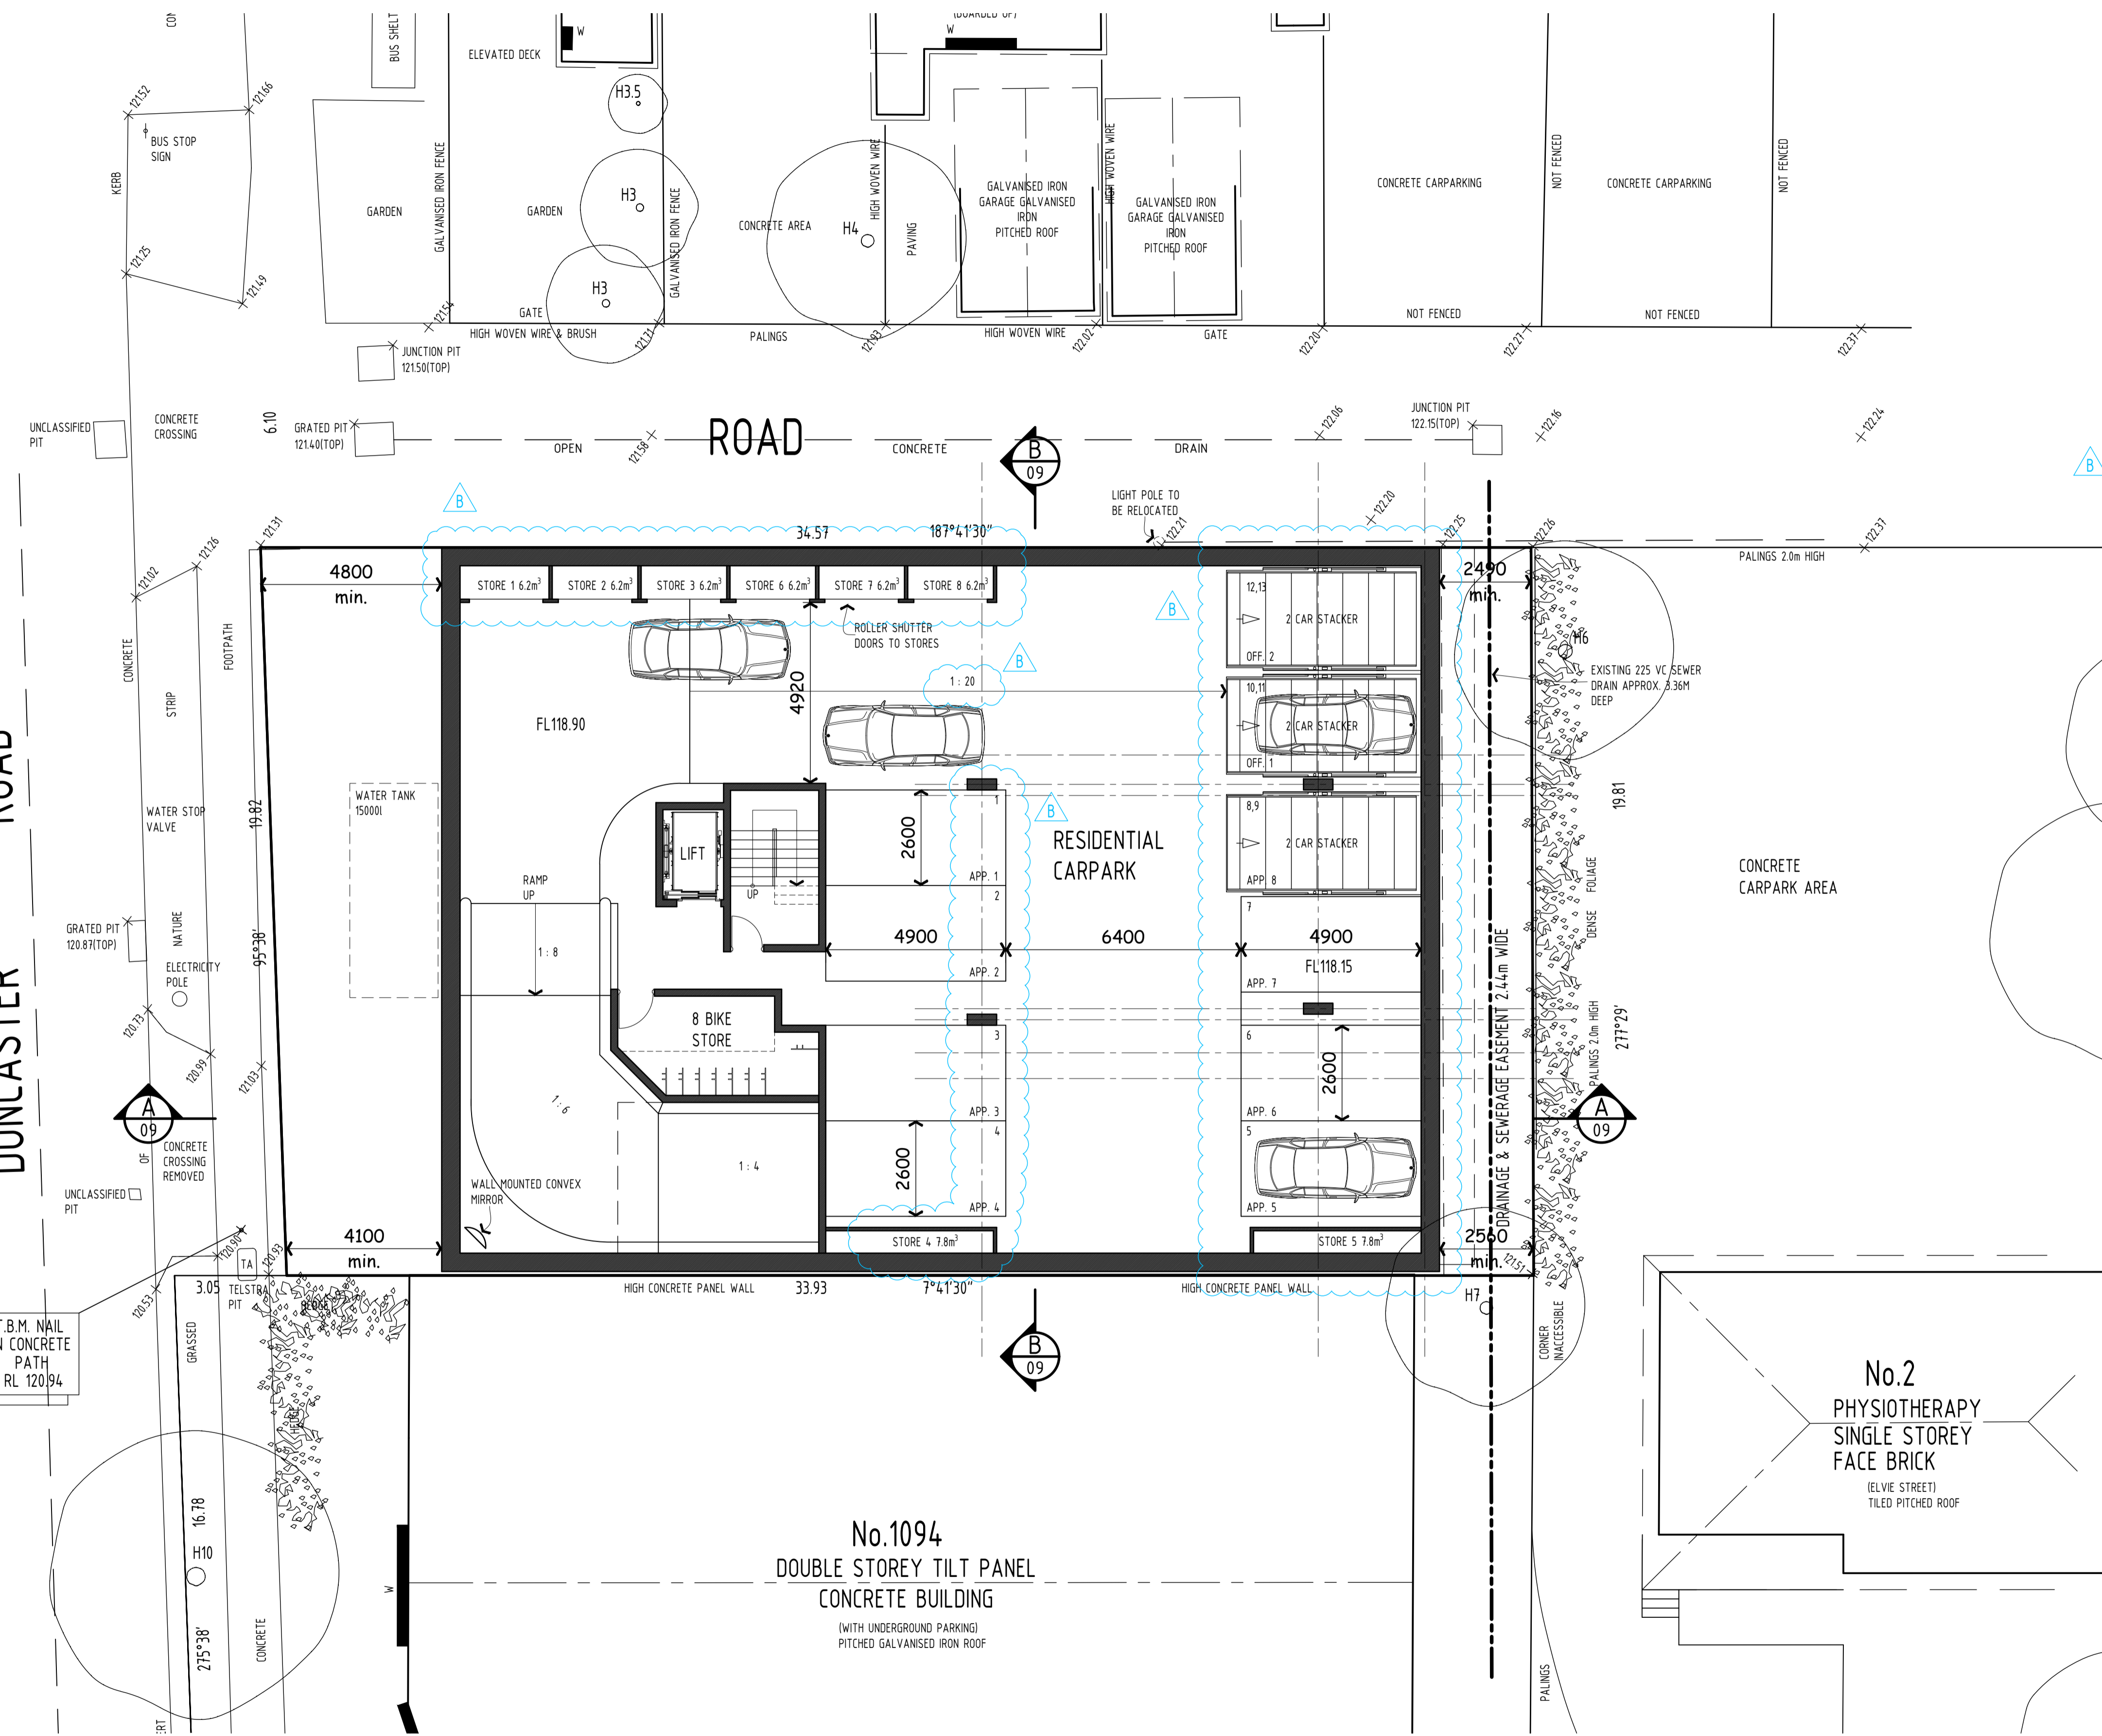 (BOARDED UP)
W
W
BUS SHELT
ELEVATED DECK
H3.5
121.52
121.66
BUS STOP
SIGN
KERB
GALVANISED IRON FENCE
GARDEN
GARDEN
H3
H3
GALVANISED IRON FENCE
CONCRETE AREA
H4
HIGH WOVEN WIRE
PAVING
GALVANISED IRON
GARAGE GALVANISED
IRON
PITCHED ROOF
HIGH WOVEN WIRE
GALVANISED IRON
GARAGE GALVANISED
IRON
PITCHED ROOF
CONCRETE CARPARKING
NOT FENCED
CONCRETE CARPARKING
NOT FENCED
121.25
121.49
121.54
GATE
HIGH WOVEN WIRE & BRUSH
121.71
PALINGS
121.93
HIGH WOVEN WIRE
122.02
GATE
122.20
NOT FENCED
122.27
NOT FENCED
122.37
JUNCTION PIT
121.50(TOP)
UNCLASSIFIED
PIT
CONCRETE
CROSSING
6.10
GRATED PIT
121.40(TOP)
OPEN
121.58
ROAD
CONCRETE
DRAIN
B
09
122.06
JUNCTION PIT
122.15(TOP)
122.16
122.24
B
B
LIGHT POLE TO
BE RELOCATED
122.21
122.20
122.25
122.26
122.37
PALINGS 2.0m HIGH
121.31
121.26
121.02
34.57
187°41'30"
4800
min.
STORE 1 6.2m³
STORE 2 6.2m³
STORE 3 6.2m³
STORE 6 6.2m³
STORE 7 6.2m³
STORE 8 6.2m³
ROLLER SHUTTER
DOORS TO STORES
B
B
12,13
2 CAR STACKER
OFF. 2
2490
min.
H6
EXISTING 225 VC SEWER
DRAIN APPROX. 3.36M
DEEP
CONCRETE
STRIP
FOOTPATH
FL118.90
4920
1 : 20
10,11
2 CAR STACKER
OFF. 1
ROAD
DONCASTER
WATER TANK
15000l
WATER STOP
VALVE
19.82
95°38'
LIFT
UP
2600
1
APP. 1
2
B
RESIDENTIAL
CARPARK
8,9
2 CAR STACKER
APP. 8
19.81
CONCRETE
CARPARK AREA
DENSE FOLIAGE
RAMP
UP
1 : 8
7
4900
6400
4900
FL118.15
APP. 2
APP. 7
GRATED PIT
120.87(TOP)
NATURE
ELECTRICITY
POLE
120.73
120.99
121.03
8 BIKE
STORE
3
6
2600
DRAINAGE & SEWERAGE EASEMENT 2.44m WIDE
PALINGS 2.0m HIGH
277°29'
A
09
A
09
OF
CONCRETE
CROSSING
REMOVED
UNCLASSIFIED
PIT
1 : 6
1 : 4
APP. 3
4
APP. 6
5
WALL MOUNTED CONVEX
MIRROR
2600
APP. 4
APP. 5
STORE 4 7.8m³
STORE 5 7.8m³
4100
min.
2560
min.
121.51
120.90
120.93
120.53
TA
3.05
TELSTRA
PIT
HEDGE
HIGH CONCRETE PANEL WALL
33.93
7°41'30"
HIGH CONCRETE PANEL WALL
H7
CORNER
INACCESSIBLE
T.B.M. NAIL
N CONCRETE
PATH
RL 120.94
GRASSED
B
09
HEDGE
No.2
PHYSIOTHERAPY
SINGLE STOREY
FACE BRICK
(ELVIE STREET)
TILED PITCHED ROOF
16.78
H10
275°38'
CONCRETE
W
No.1094
DOUBLE STOREY TILT PANEL
CONCRETE BUILDING
(WITH UNDERGROUND PARKING)
PITCHED GALVANISED IRON ROOF
PALINGS